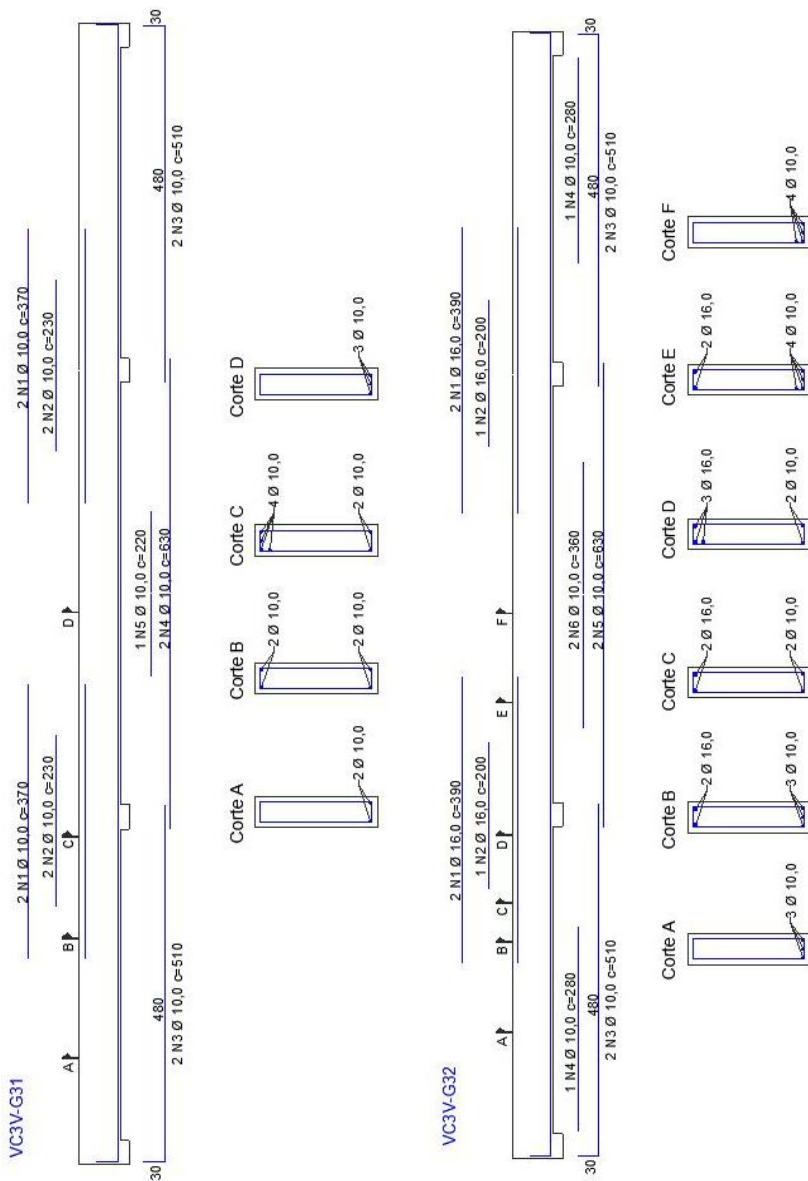 VC3V-G31
2 N1 Ø 10,0 c=370
2 N1 Ø 10,0 c=370
2 N2 Ø 10,0 c=230
2 N2 Ø 10,0 c=230
A
B
C
D
1 N5 Ø 10,0 c=220
30
480
2 N4 Ø 10,0 c=630
480
30
2 N3 Ø 10,0 c=510
2 N3 Ø 10,0 c=510
Corte A
Corte B
Corte C
Corte D
2 Ø 10,0
4 Ø 10,0
2 Ø 10,0
2 Ø 10,0
2 Ø 10,0
3 Ø 10,0
VC3V-G32
2 N1 Ø 16,0 c=390
2 N1 Ø 16,0 c=390
1 N2 Ø 16,0 c=200
1 N2 Ø 16,0 c=200
A
B
C
D
E
F
1 N4 Ø 10,0 c=280
2 N6 Ø 10,0 c=360
1 N4 Ø 10,0 c=280
30
480
2 N5 Ø 10,0 c=630
480
30
2 N3 Ø 10,0 c=510
2 N3 Ø 10,0 c=510
Corte A
Corte B
Corte C
Corte D
Corte E
Corte F
2 Ø 16,0
2 Ø 16,0
3 Ø 16,0
2 Ø 16,0
3 Ø 10,0
3 Ø 10,0
2 Ø 10,0
2 Ø 10,0
4 Ø 10,0
4 Ø 10,0